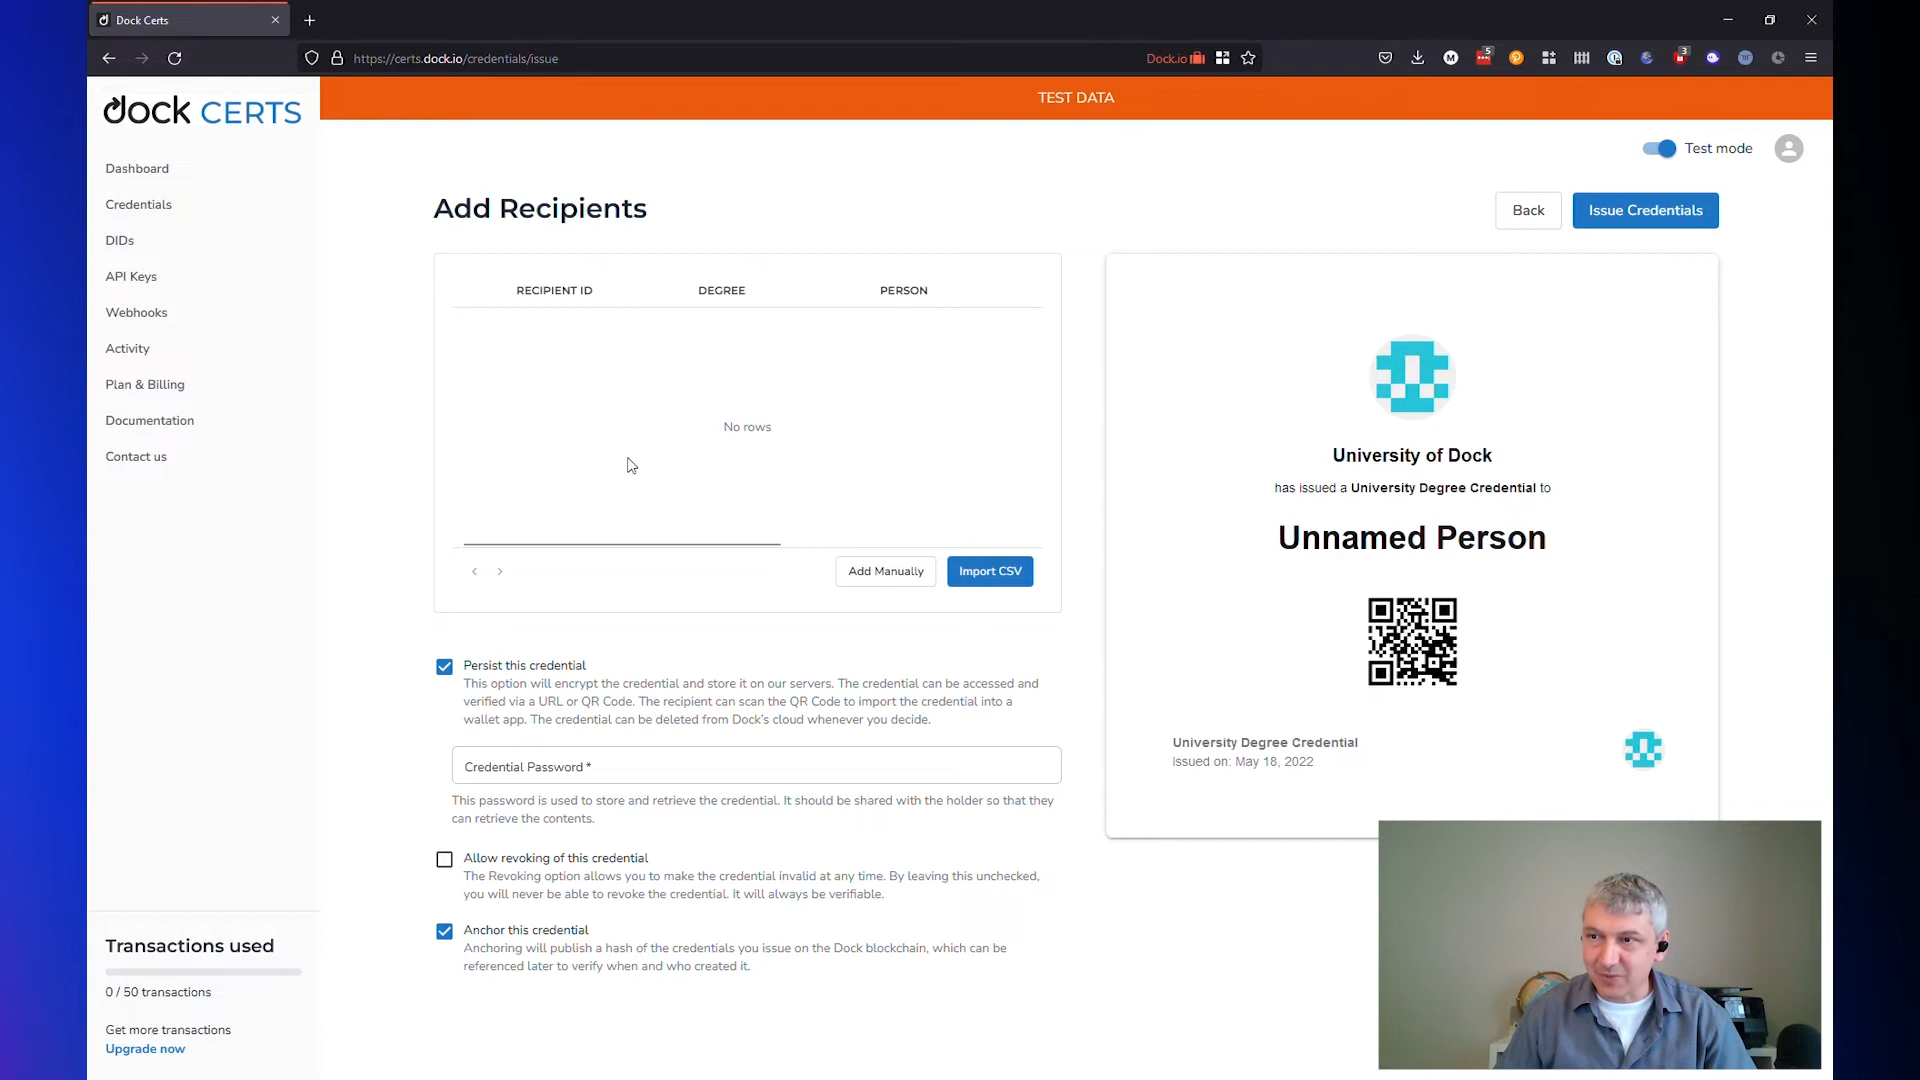 Dock Certs
https://certs.dock.io/credentials/issue
Dock.io
5
3
dock CERTS
TEST DATA
Test mode
Dashboard
Credentials
DIDs
API Keys
Webhooks
Activity
Plan & Billing
Documentation
Contact us
Add Recipients
Back
Issue Credentials
RECIPIENT ID
DEGREE
PERSON
No rows
Add Manually
Import CSV
University of Dock
has issued a University Degree Credential to
Unnamed Person
University Degree Credential
Issued on: May 18, 2022
Persist this credential
This option will encrypt the credential and store it on our servers. The credential can be accessed and
verified via a URL or QR Code. The recipient can scan the QR Code to import the credential into a
wallet app. The credential can be deleted from Dock's cloud whenever you decide.
Credential Password *
This password is used to store and retrieve the credential. It should be shared with the holder so that they
can retrieve the contents.
Allow revoking of this credential
The Revoking option allows you to make the credential invalid at any time. By leaving this unchecked,
you will never be able to revoke the credential. It will always be verifiable.
Anchor this credential
Anchoring will publish a hash of the credentials you issue on the Dock blockchain, which can be
referenced later to verify when and who created it.
Transactions used
0 / 50 transactions
Get more transactions
Upgrade now